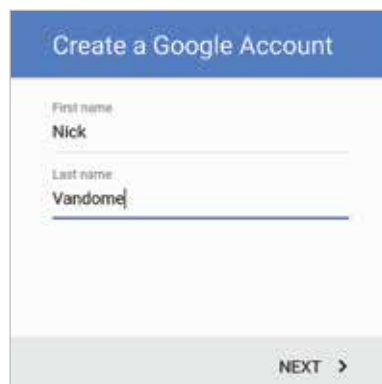 Create a Google Account
First name
Nick
Last name
Vandome
NEXT >